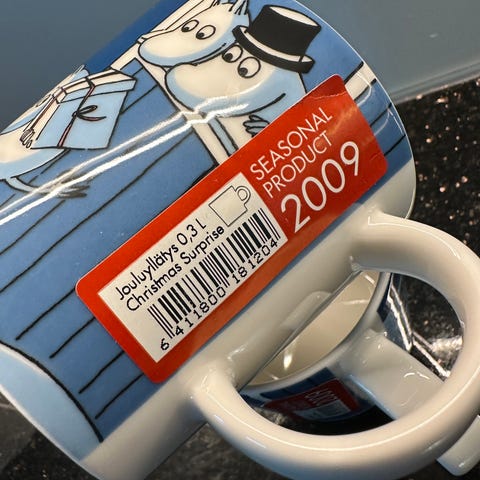 SEASONAL
PRODUCT
2009
Jouluyllätys 0,3 L
Christmas Surprise
6 411800 181204